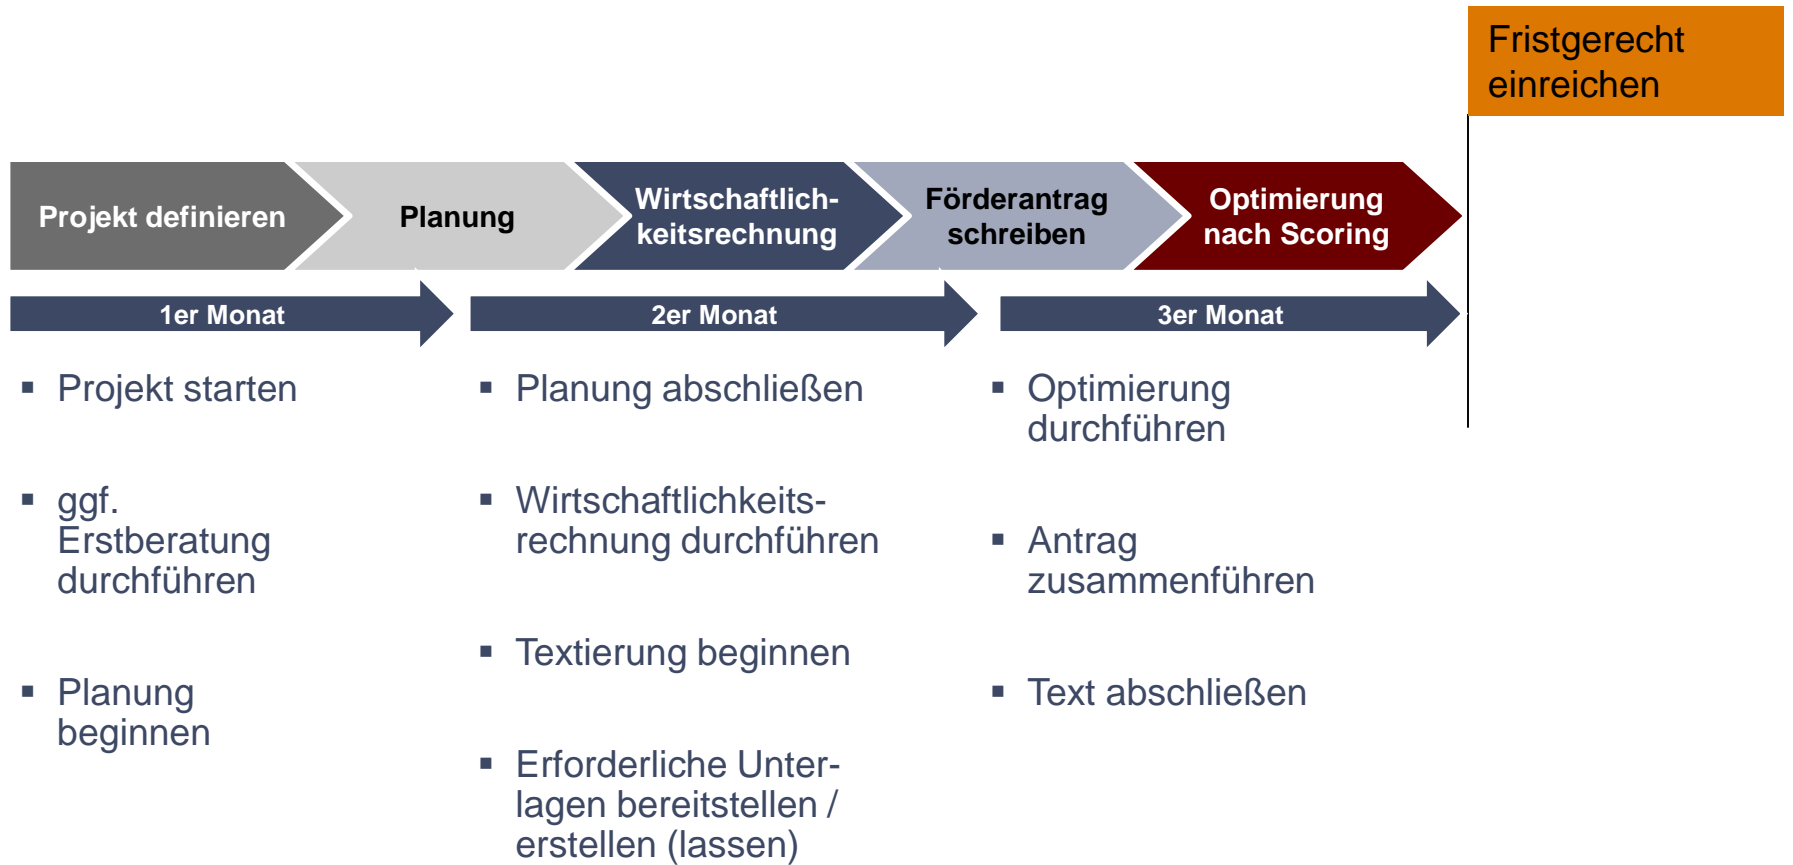 Fristgerecht
einreichen
Projekt definieren
Planung
Wirtschaftlich-
keitsrechnung
Förderantrag
schreiben
Optimierung
nach Scoring
1er Monat
2er Monat
3er Monat
▪ Projekt starten
▪ ggf.
Erstberatung
durchführen
▪ Planung
beginnen
▪ Planung abschließen
▪ Wirtschaftlichkeits-
rechnung durchführen
▪ Textierung beginnen
▪ Erforderliche Unter-
lagen bereitstellen /
erstellen (lassen)
▪ Optimierung
durchführen
▪ Antrag
zusammenführen
▪ Text abschließen